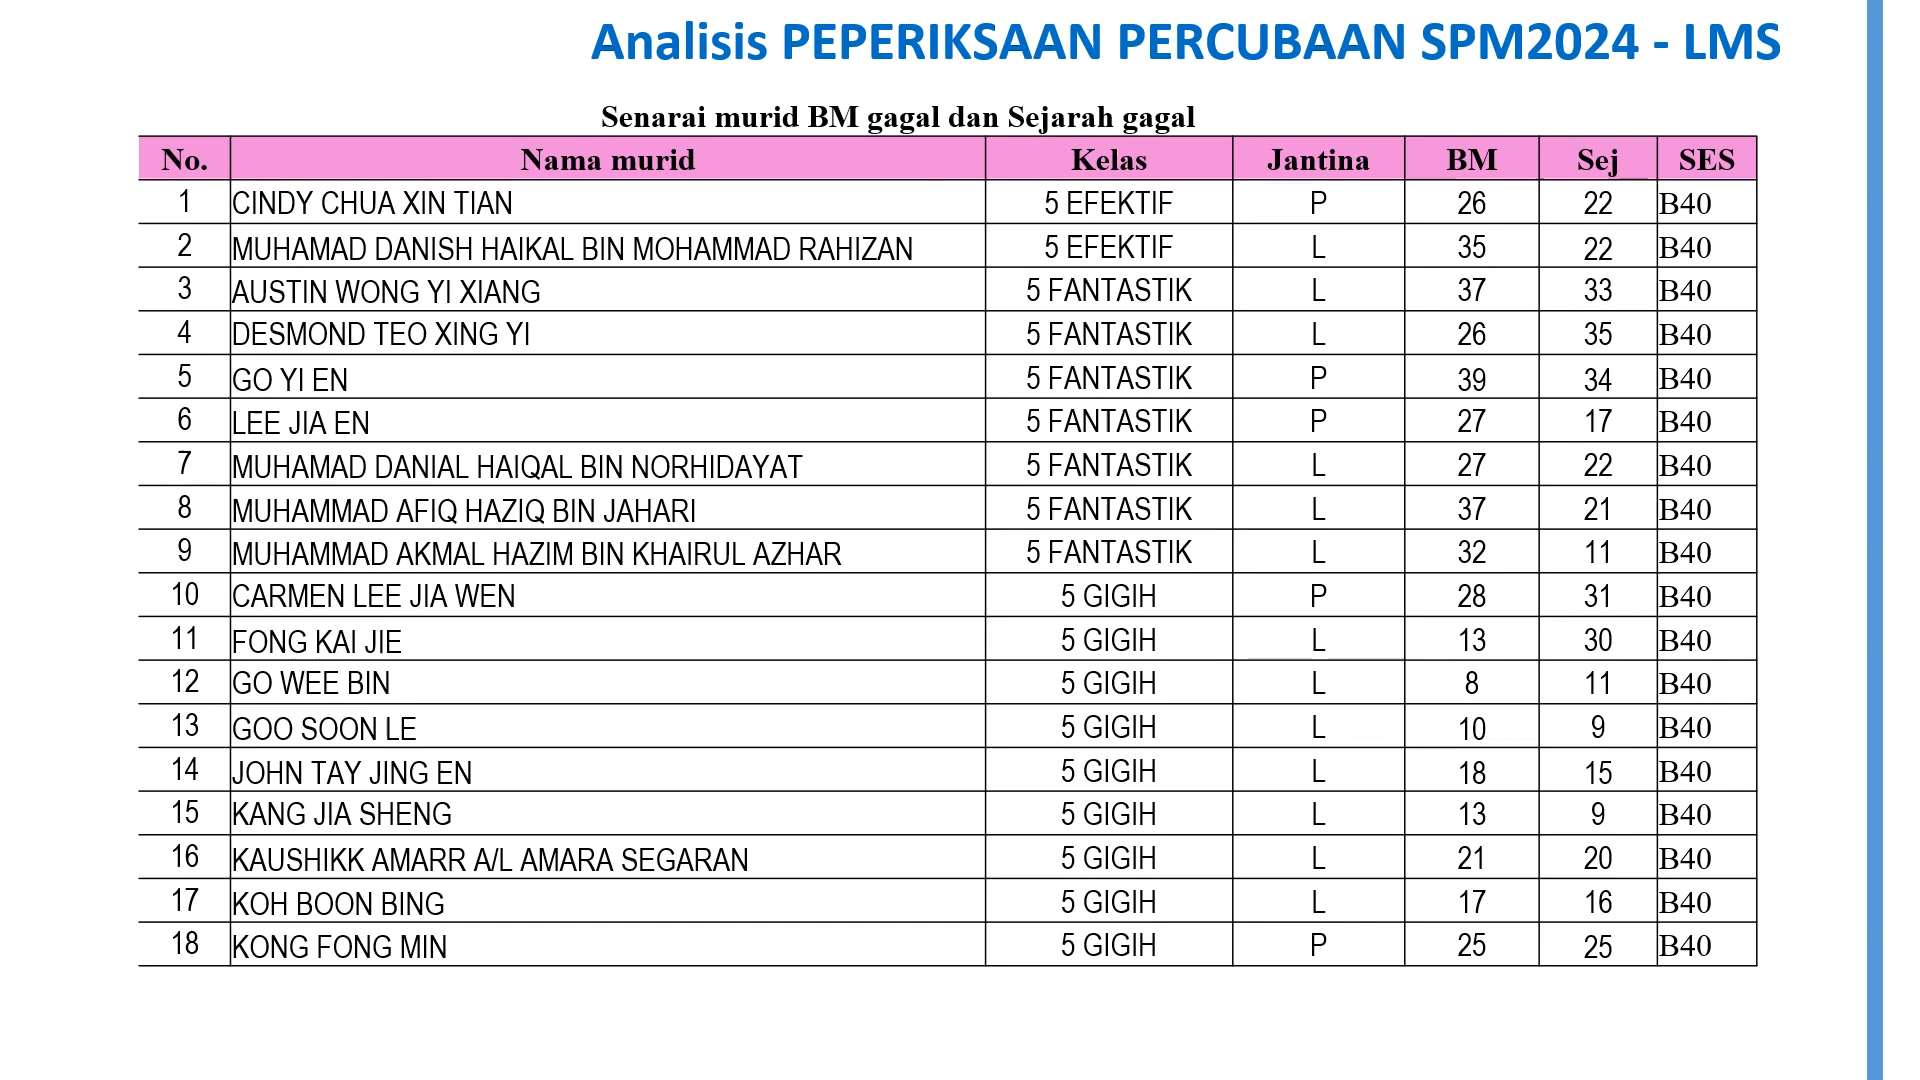 Analisis PEPERIKSAAN PERCUBAAN SPM2024 - LMS
Senarai murid BM gagal dan Sejarah gagal
No. Nama murid Kelas Jantina BM Sej SES
1 CINDY CHUA XIN TIAN 5 EFEKTIF P 26 22 B40
2 MUHAMAD DANISH HAIKAL BIN MOHAMMAD RAHIZAN 5 EFEKTIF L 35 22 B40
3 AUSTIN WONG YI XIANG 5 FANTASTIK L 37 33 B40
4 DESMOND TEO XING YI 5 FANTASTIK L 26 35 B40
5 GO YI EN 5 FANTASTIK P 39 34 B40
6 LEE JIA EN 5 FANTASTIK P 27 17 B40
7 MUHAMAD DANIAL HAIQAL BIN NORHIDAYAT 5 FANTASTIK L 27 22 B40
8 MUHAMMAD AFIQ HAZIQ BIN JAHARI 5 FANTASTIK L 37 21 B40
9 MUHAMMAD AKMAL HAZIM BIN KHAIRUL AZHAR 5 FANTASTIK L 32 11 B40
10 CARMEN LEE JIA WEN 5 GIGIH P 28 31 B40
11 FONG KAI JIE 5 GIGIH L 13 30 B40
12 GO WEE BIN 5 GIGIH L 8 11 B40
13 GOO SOON LE 5 GIGIH L 10 9 B40
14 JOHN TAY JING EN 5 GIGIH L 18 15 B40
15 KANG JIA SHENG 5 GIGIH L 13 9 B40
16 KAUSHIKK AMARR A/L AMARA SEGARAN 5 GIGIH L 21 20 B40
17 KOH BOON BING 5 GIGIH L 17 16 B40
18 KONG FONG MIN 5 GIGIH P 25 25 B40